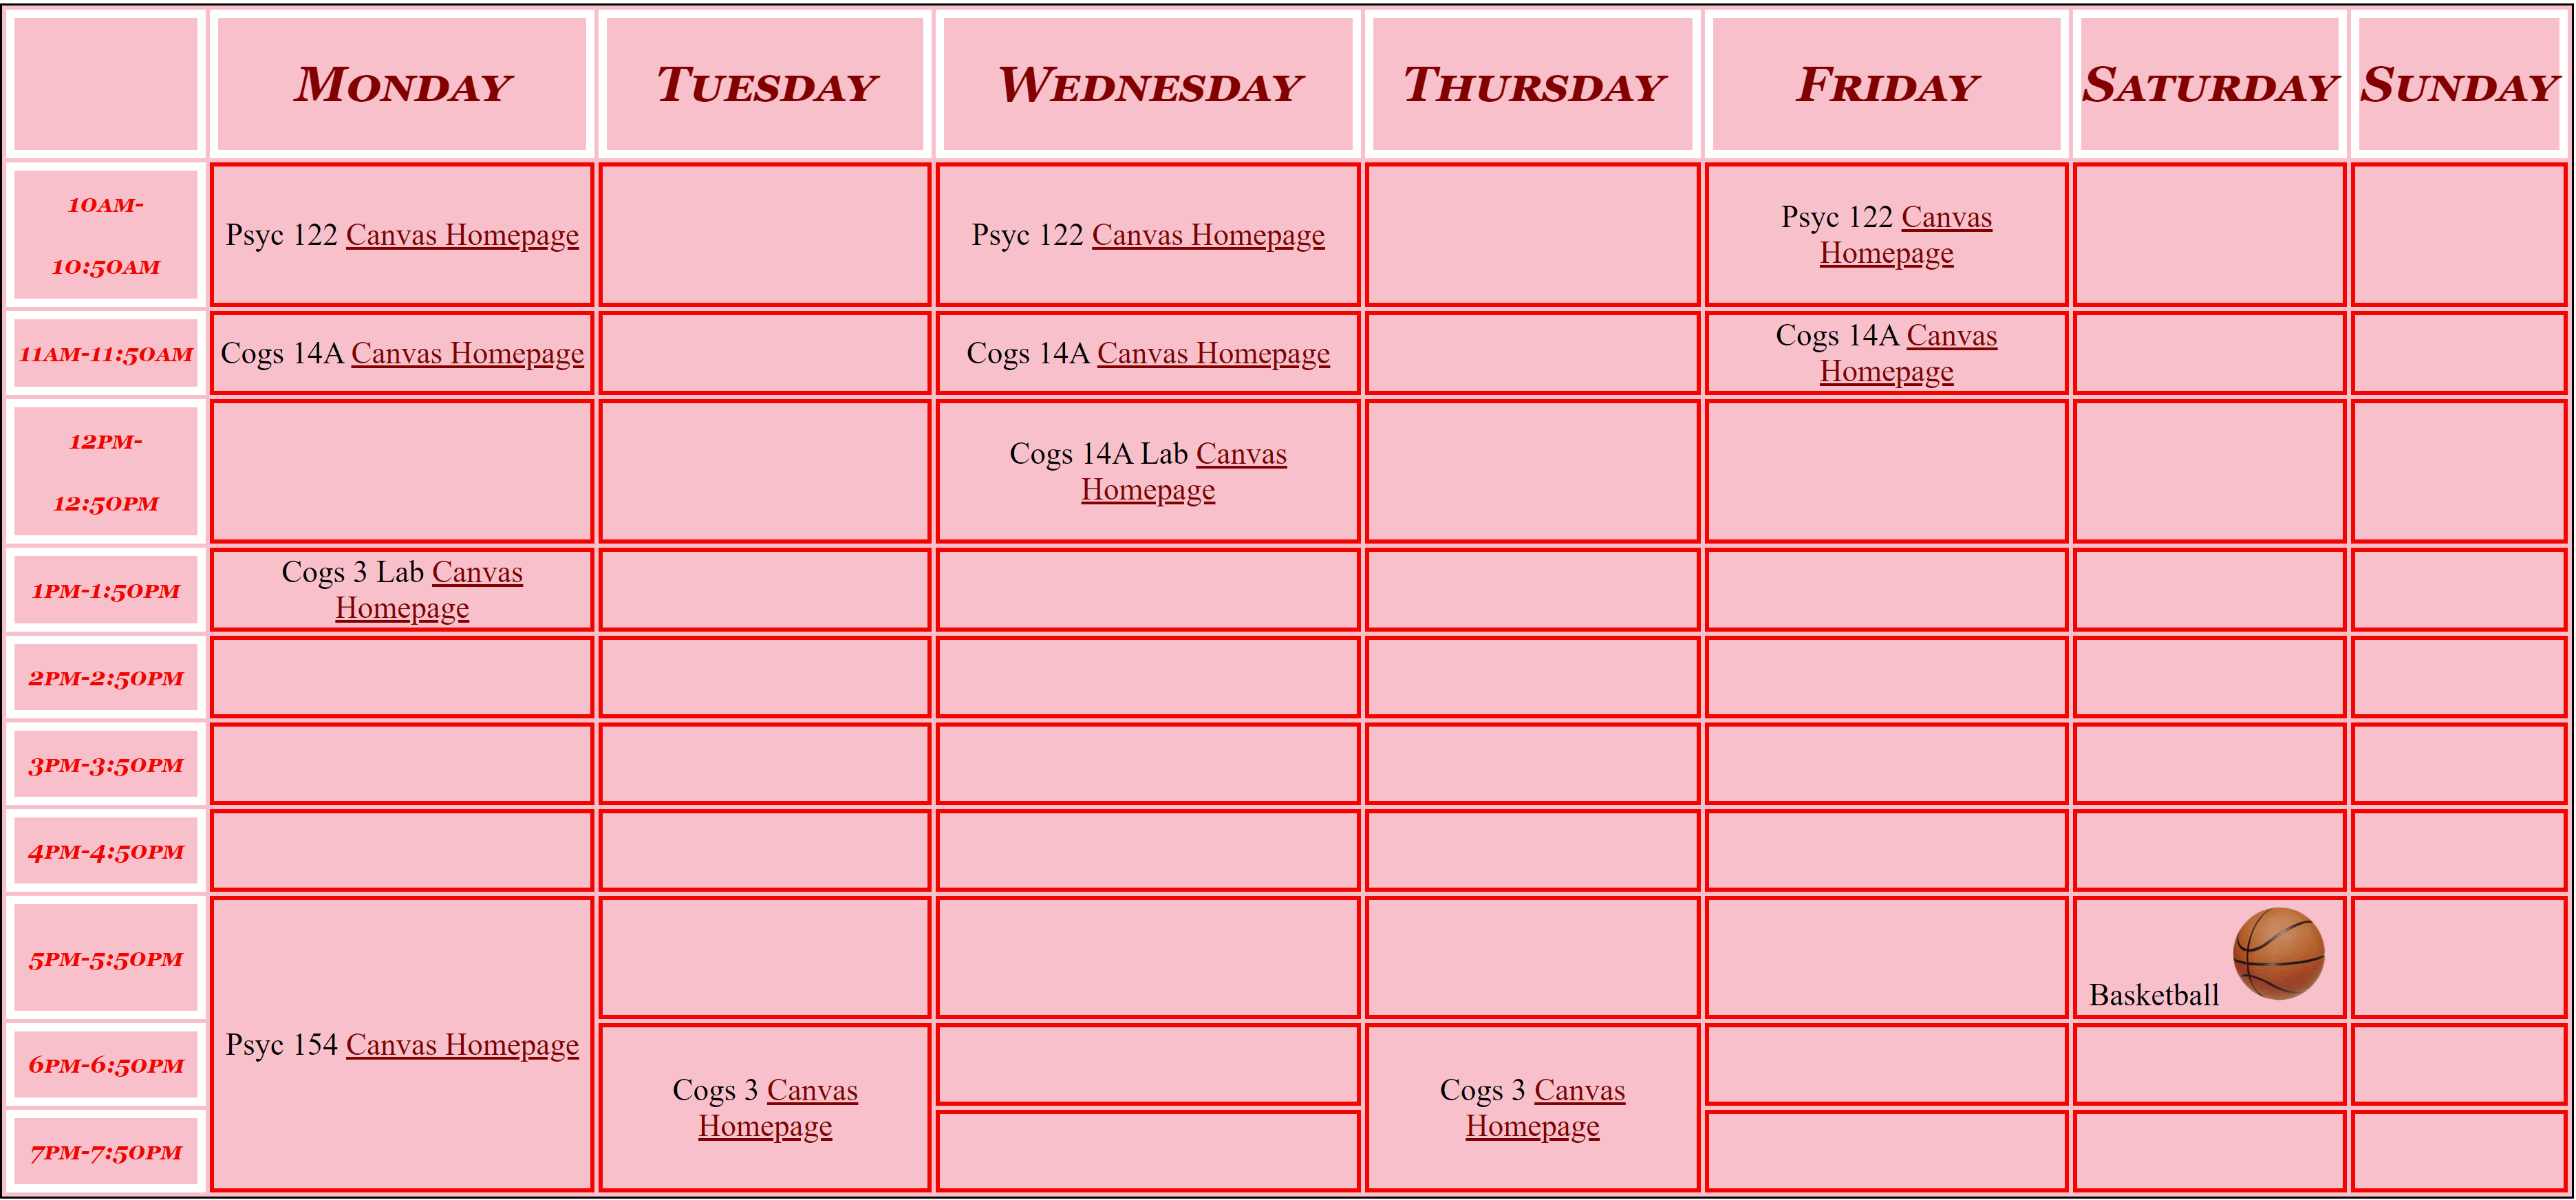 Monday Tuesday Wednesday Thursday Friday Saturday Sunday
10am-
10:50am
Psyc 122 Canvas Homepage
Psyc 122 Canvas Homepage
Psyc 122 Canvas
Homepage
11am-11:50am
Cogs 14A Canvas Homepage
Cogs 14A Canvas Homepage
Cogs 14A Canvas
Homepage
12pm-
12:50pm
Cogs 14A Lab Canvas
Homepage
1pm-1:50pm
Cogs 3 Lab Canvas
Homepage
2pm-2:50pm
3pm-3:50pm
4pm-4:50pm
5pm-5:50pm
Psyc 154 Canvas Homepage
Basketball
6pm-6:50pm
Cogs 3 Canvas
Homepage
Cogs 3 Canvas
Homepage
7pm-7:50pm